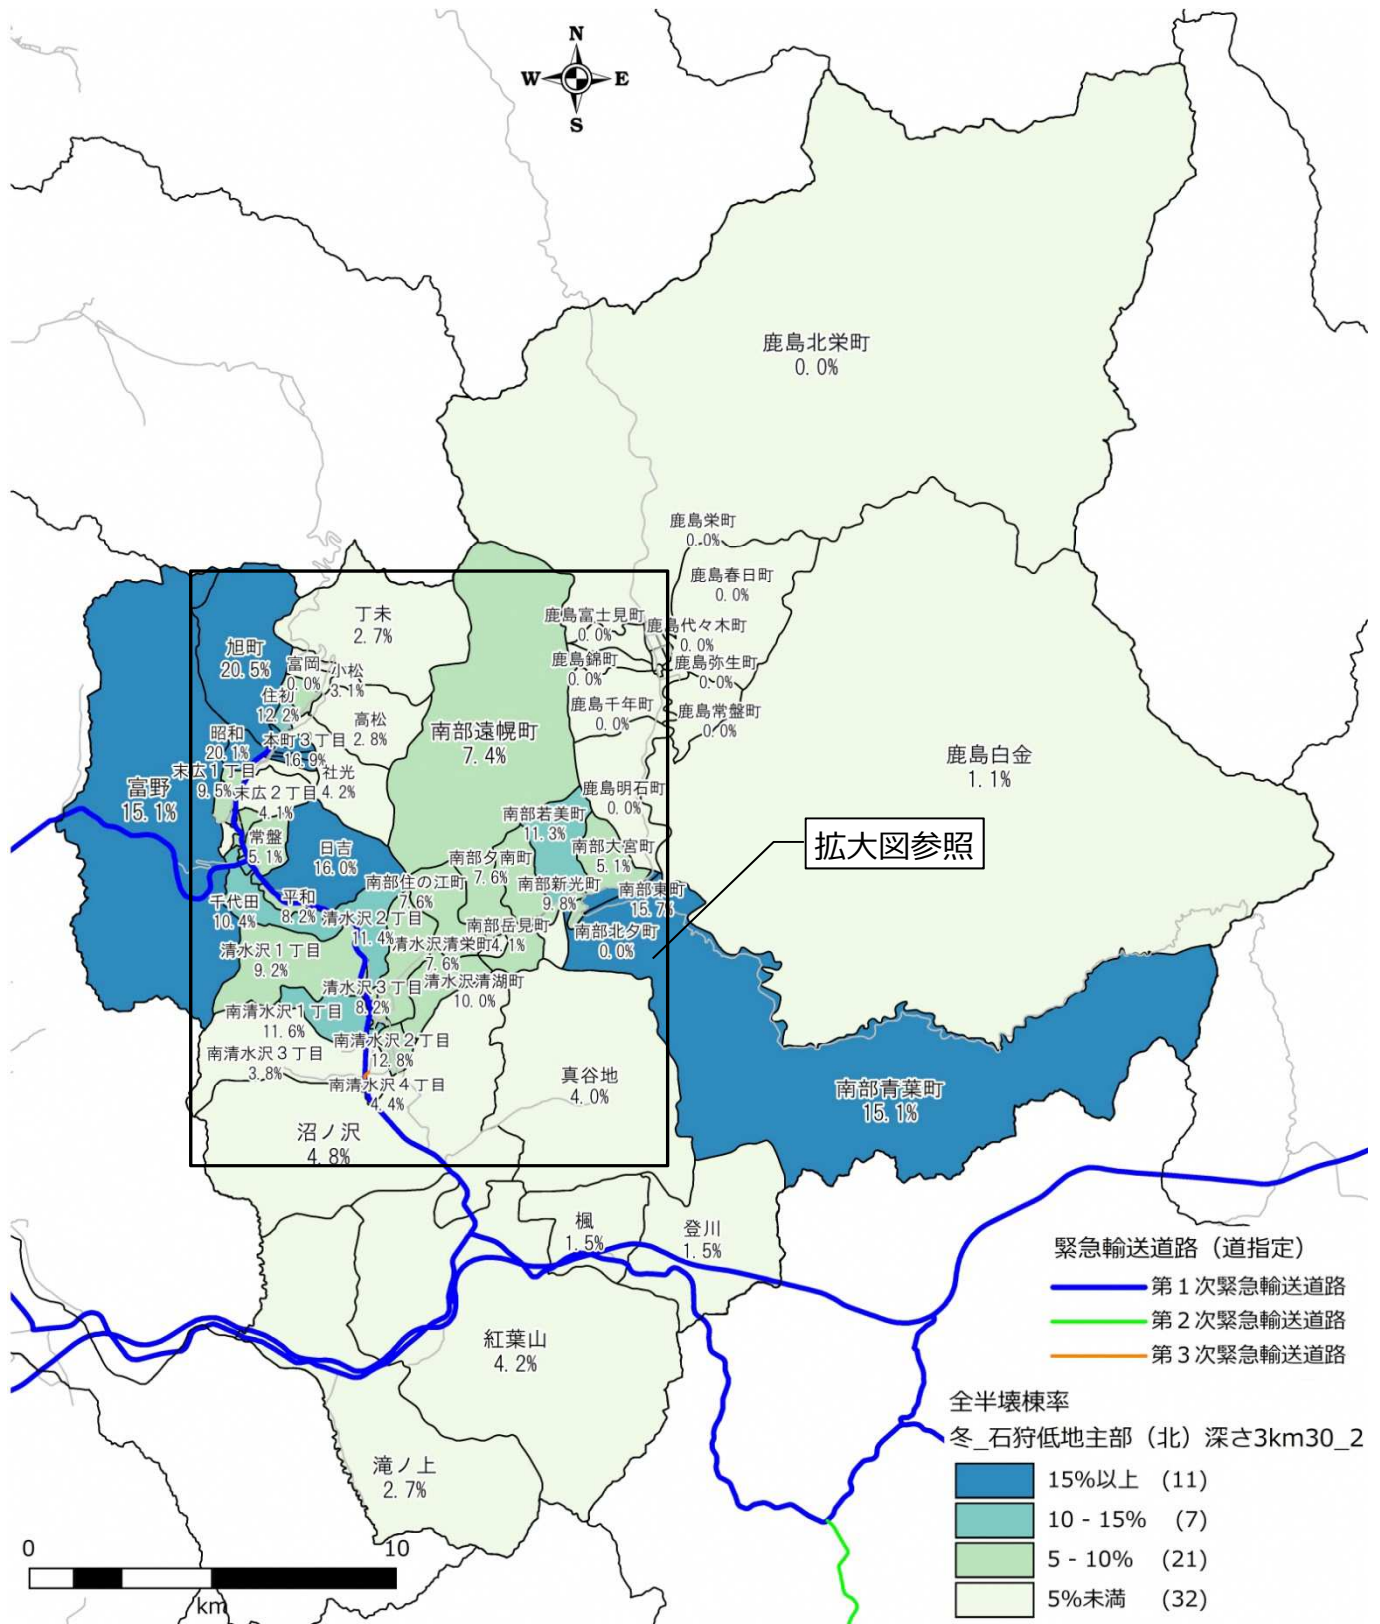 N
W E
S
鹿島北栄町
0.0%
鹿島栄町
0.0%
鹿島春日町
0.0%
丁未
2.7%
鹿島富士見町
0.0%
鹿島代々木町
0.0%
旭町
20.5%
富岡
0.0%
小松
3.1%
鹿島錦町
0.0%
鹿島弥生町
0.0%
住初
12.2%
鹿島千年町
0.0%
鹿島常盤町
0.0%
高松
2.8%
南部遠幌町
7.4%
昭和
20.1%
本町3丁目
16.9%
鹿島白金
1.1%
末広1丁目
9.5%
社光
4.2%
富野
15.1%
末広2丁目
4.1%
鹿島明石町
0.0%
南部若美町
11.3%
常盤
5.1%
日吉
16.0%
南部大宮町
5.1%
拡大図参照
南部夕南町
7.6%
南部住の江町
7.6%
南部新光町
9.8%
南部東町
15.7%
千代田
10.4%
平和
8.2%
清水沢2丁目
11.4%
南部岳見町
4.1%
南部北夕町
0.0%
清水沢1丁目
9.2%
清水沢清栄町
7.6%
清水沢3丁目
8.2%
清水沢清湖町
10.0%
南清水沢1丁目
11.6%
南清水沢2丁目
12.8%
南清水沢3丁目
3.8%
南清水沢4丁目
4.4%
真谷地
4.0%
南部青葉町
15.1%
沼ノ沢
4.8%
楓
1.5%
登川
1.5%
紅葉山
4.2%
滝ノ上
2.7%
緊急輸送道路（道指定）
第1次緊急輸送道路
第2次緊急輸送道路
第3次緊急輸送道路
全半壊棟率
冬_石狩低地主部（北）深さ3km30_2
15%以上 (11)
10 - 15% (7)
5 - 10% (21)
5%未満 (32)
0 10
km